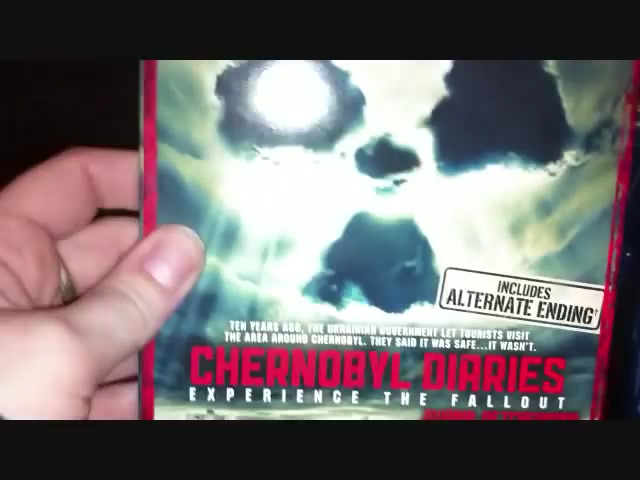 INCLUDES
ALTERNATE ENDING†
TEN YEARS AGO, THE UKRAINIAN GOVERNMENT LET TOURISTS VISIT
THE AREA AROUND CHERNOBYL. THEY SAID IT WAS SAFE...IT WASN'T.
CHERNOBYL DIARIES
EXPERIENCE THE FALLOUT